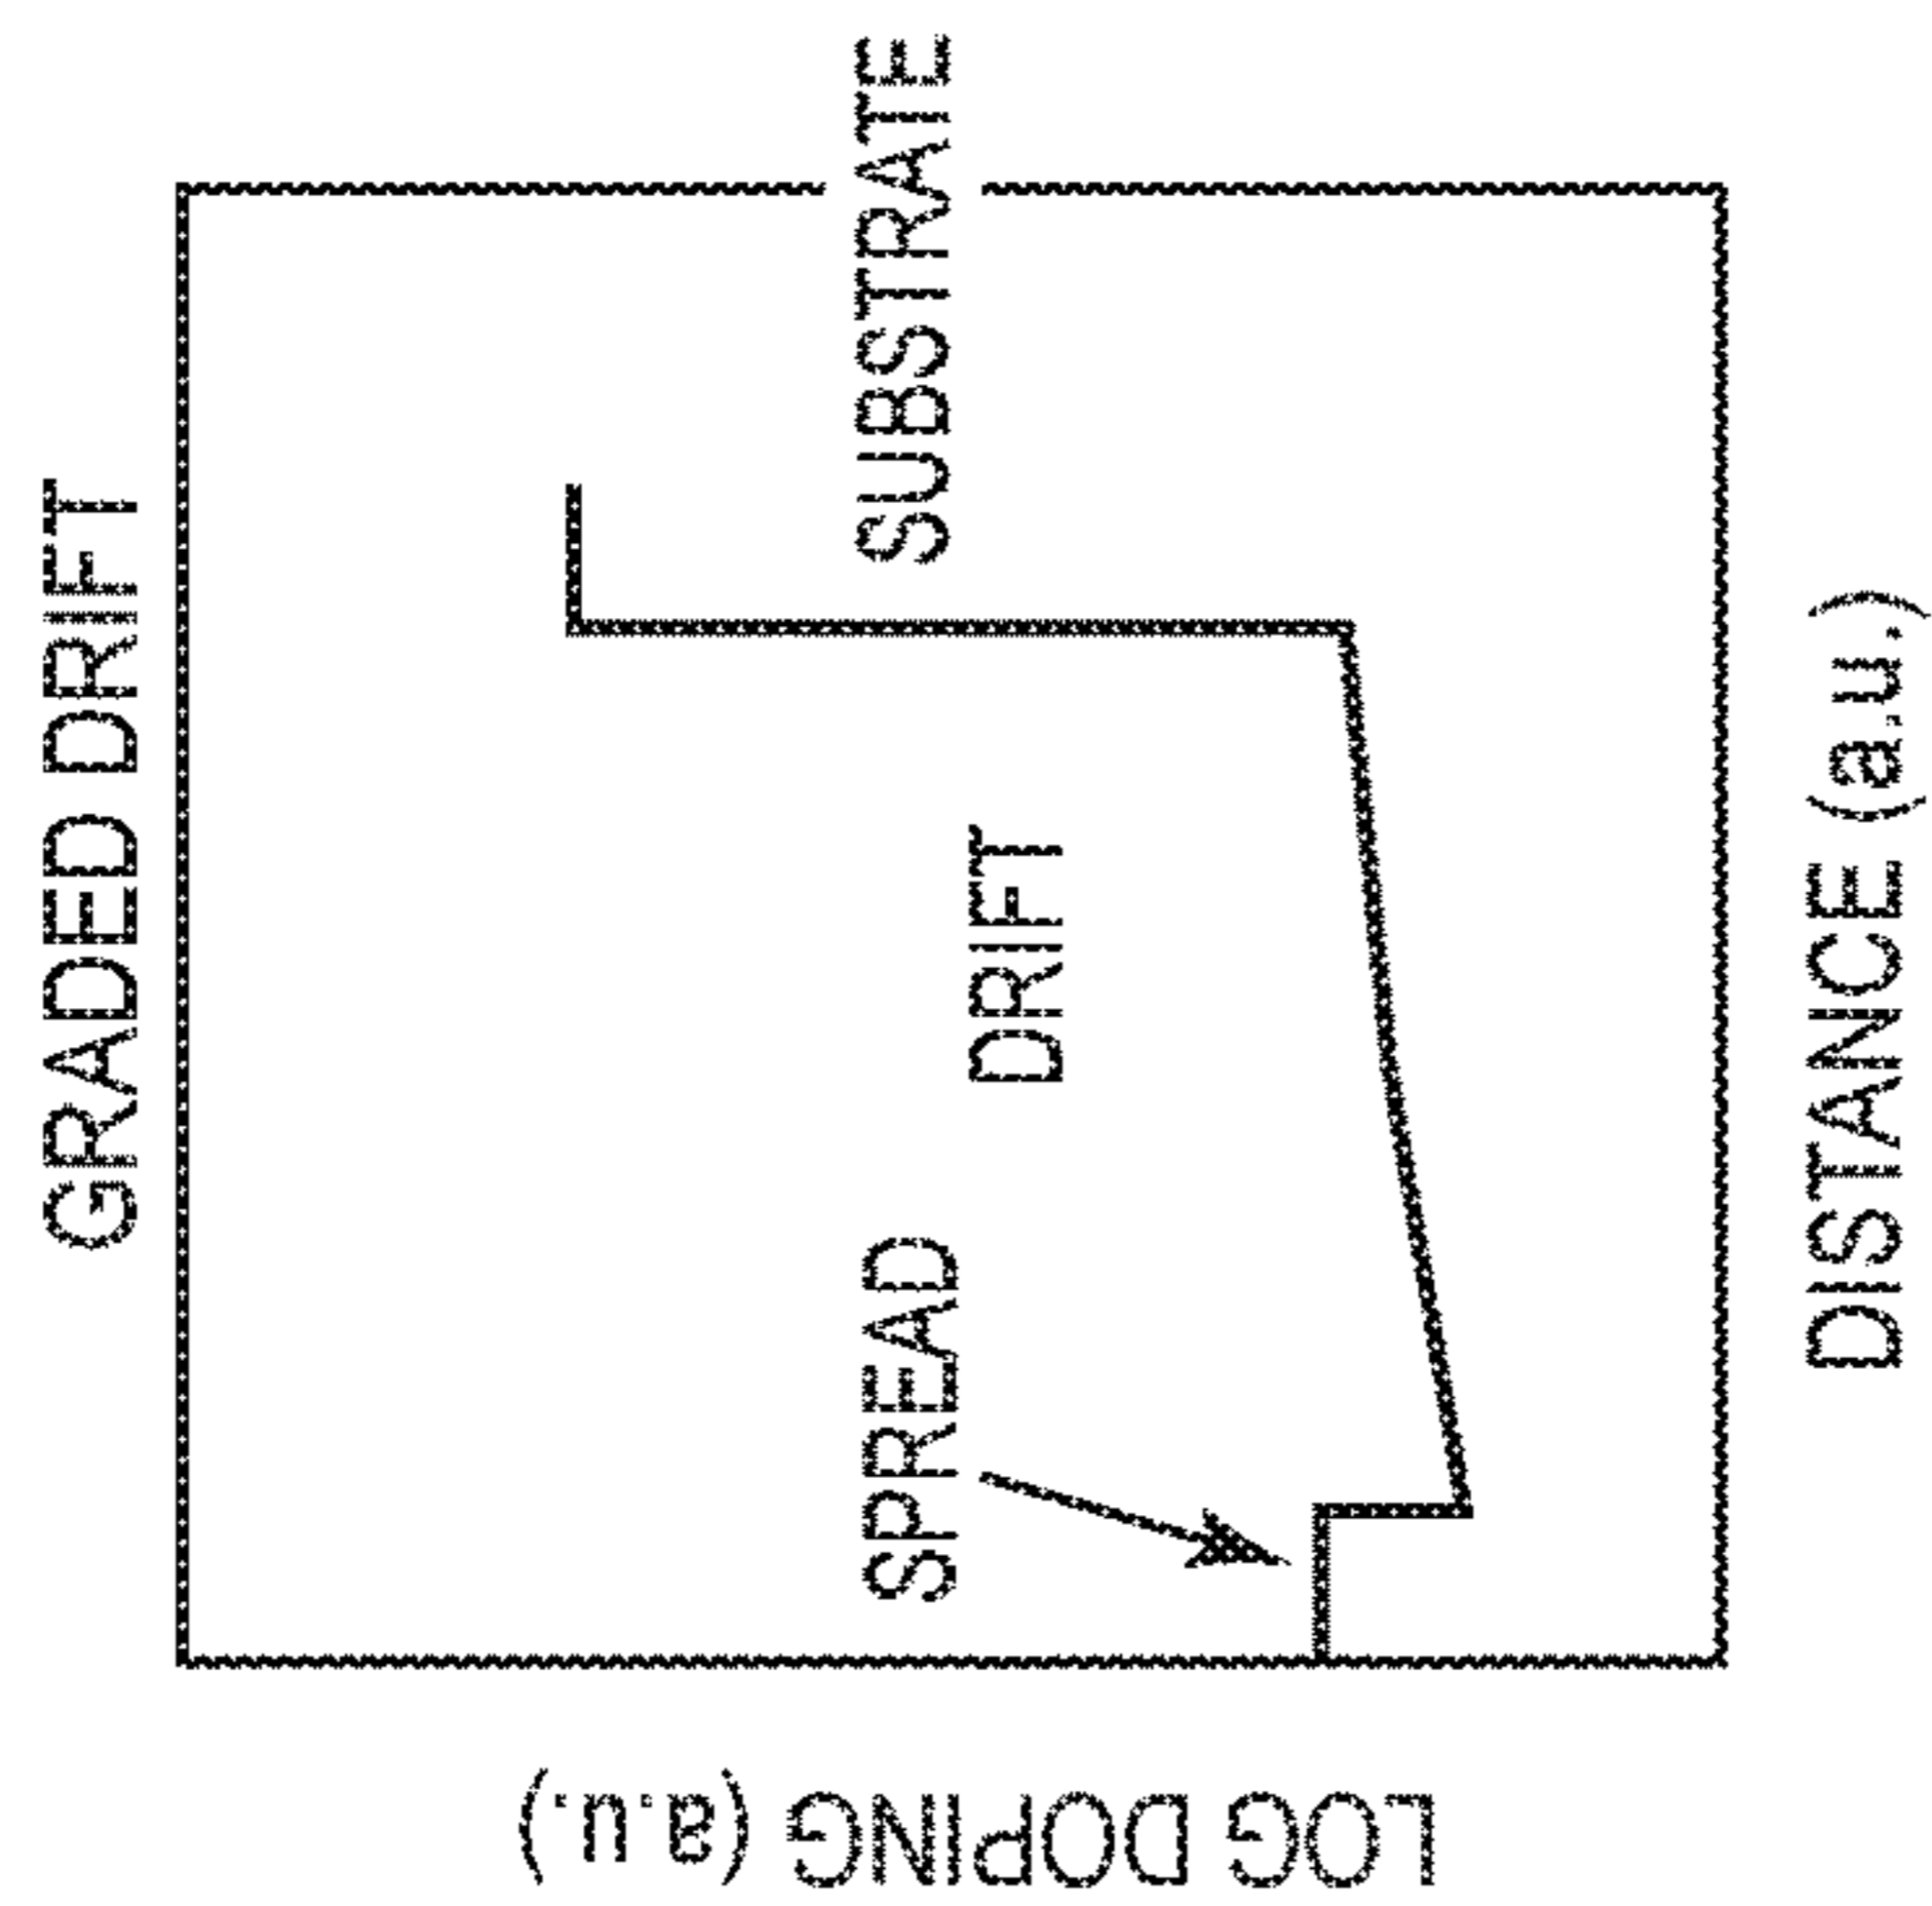 GRADED DRIFT
LOG DOPING (a.u.)
SPREAD
DRIFT
SUBSTRATE
DISTANCE (a.u.)